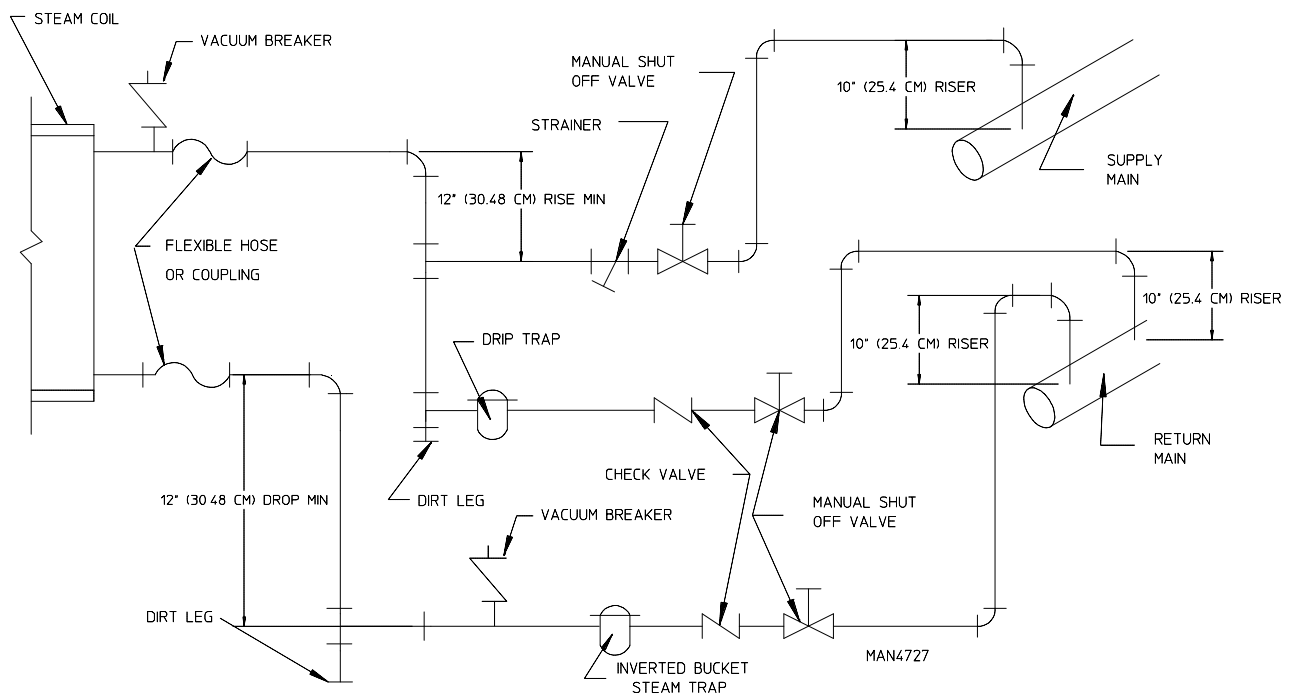 STEAM COIL
VACUUM BREAKER
MANUAL SHUT
OFF VALVE
10" (25.4 CM) RISER
STRAINER
SUPPLY
MAIN
12" (30.48 CM) RISE MIN
FLEXIBLE HOSE
OR COUPLING
10" (25.4 CM) RISER
10" (25.4 CM) RISER
DRIP TRAP
RETURN
MAIN
CHECK VALVE
12" (30.48 CM) DROP MIN
DIRT LEG
MANUAL SHUT
OFF VALVE
VACUUM BREAKER
DIRT LEG
MAN4727
INVERTED BUCKET
STEAM TRAP